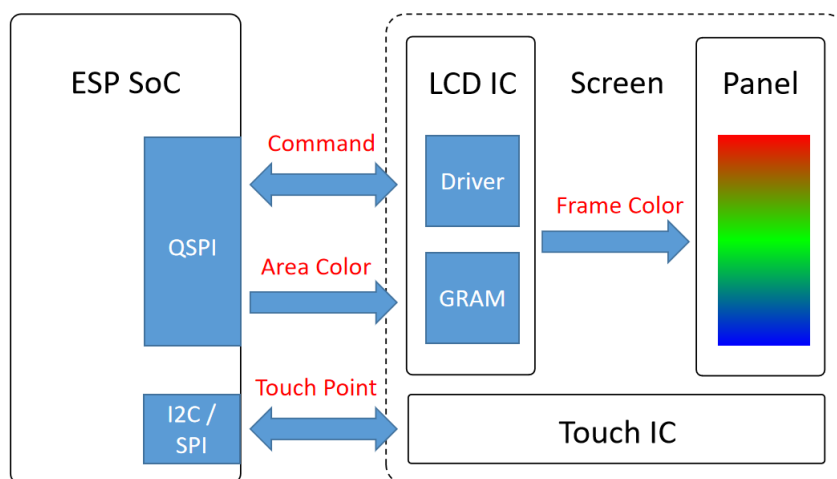 ESP SoC
QSPI
I2C /
SPI
Command
Area Color
Touch Point
LCD IC
Driver
GRAM
Screen
Frame Color
Panel
Touch IC